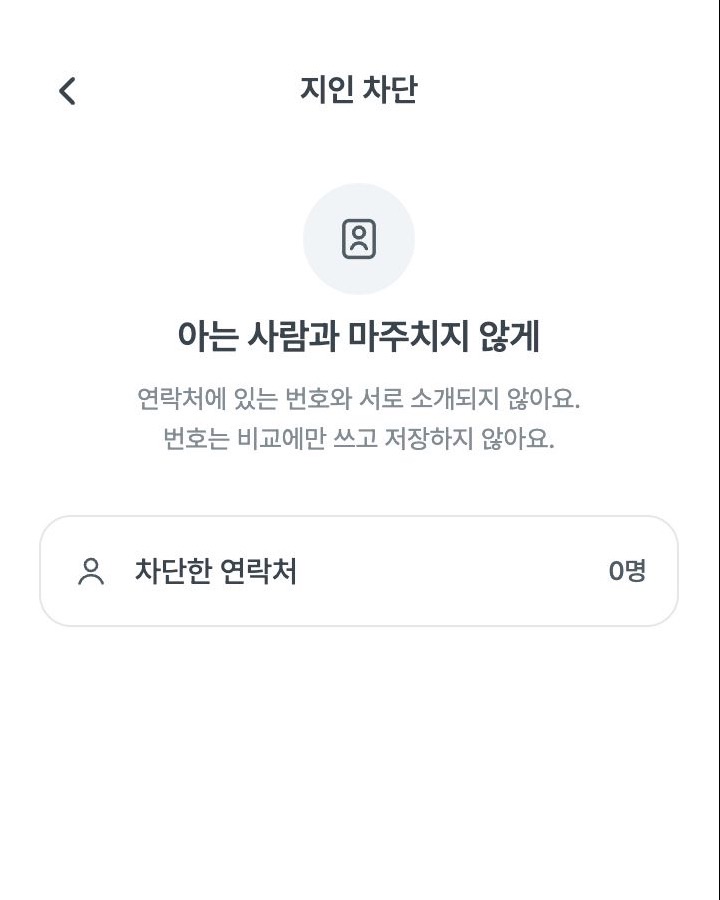 지인 차단
아는 사람과 마주치지 않게
연락처에 있는 번호와 서로 소개되지 않아요.
번호는 비교에만 쓰고 저장하지 않아요.
차단한 연락처 0명